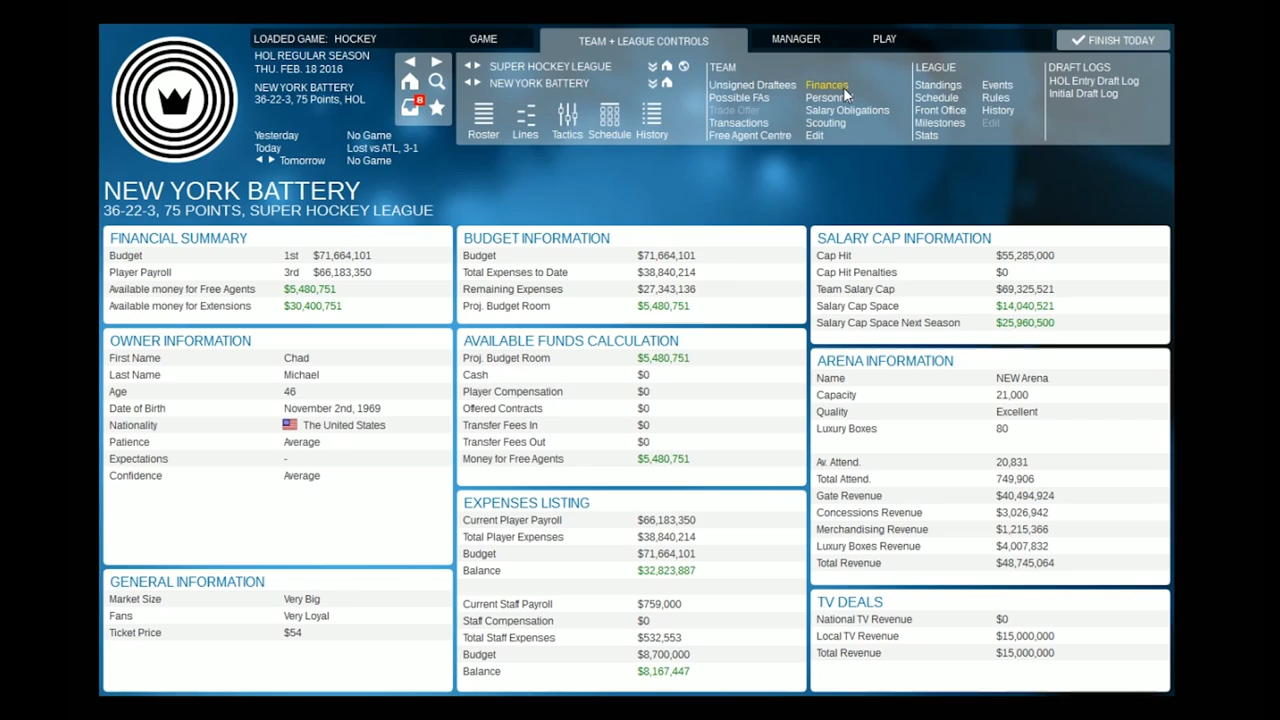 LOADED GAME: HOCKEY
GAME
TEAM + LEAGUE CONTROLS
MANAGER
PLAY
FINISH TODAY
HOL REGULAR SEASON
THU. FEB. 18 2016
NEW YORK BATTERY
36-22-3, 75 Points, HOL
Yesterday No Game
Today Lost vs ATL, 3-1
Tomorrow No Game
8
SUPER HOCKEY LEAGUE
NEW YORK BATTERY
Roster Lines Tactics Schedule History
TEAM
Unsigned Draftees Finances
Possible FAs Personnel
Trade Offer Salary Obligations
Transactions Scouting
Free Agent Centre Edit
LEAGUE
Standings Events
Schedule Rules
Front Office History
Milestones Edit
Stats
DRAFT LOGS
HOL Entry Draft Log
Initial Draft Log
NEW YORK BATTERY
36-22-3, 75 POINTS, SUPER HOCKEY LEAGUE
FINANCIAL SUMMARY
Budget 1st $71,664,101
Player Payroll 3rd $66,183,350
Available money for Free Agents $5,480,751
Available money for Extensions $30,400,751
OWNER INFORMATION
First Name Chad
Last Name Michael
Age 46
Date of Birth November 2nd, 1969
Nationality The United States
Patience Average
Expectations -
Confidence Average
GENERAL INFORMATION
Market Size Very Big
Fans Very Loyal
Ticket Price $54
BUDGET INFORMATION
Budget $71,664,101
Total Expenses to Date $38,840,214
Remaining Expenses $27,343,136
Proj. Budget Room $5,480,751
AVAILABLE FUNDS CALCULATION
Proj. Budget Room $5,480,751
Cash $0
Player Compensation $0
Offered Contracts $0
Transfer Fees In $0
Transfer Fees Out $0
Money for Free Agents $5,480,751
EXPENSES LISTING
Current Player Payroll $66,183,350
Total Player Expenses $38,840,214
Budget $71,664,101
Balance $32,823,887
Current Staff Payroll $759,000
Staff Compensation $0
Total Staff Expenses $532,553
Budget $8,700,000
Balance $8,167,447
SALARY CAP INFORMATION
Cap Hit $55,285,000
Cap Hit Penalties $0
Team Salary Cap $69,325,521
Salary Cap Space $14,040,521
Salary Cap Space Next Season $25,960,500
ARENA INFORMATION
Name NEW Arena
Capacity 21,000
Quality Excellent
Luxury Boxes 80
Av. Attend. 20,831
Total Attend. 749,906
Gate Revenue $40,494,924
Concessions Revenue $3,026,942
Merchandising Revenue $1,215,366
Luxury Boxes Revenue $4,007,832
Total Revenue $48,745,064
TV DEALS
National TV Revenue $0
Local TV Revenue $15,000,000
Total Revenue $15,000,000